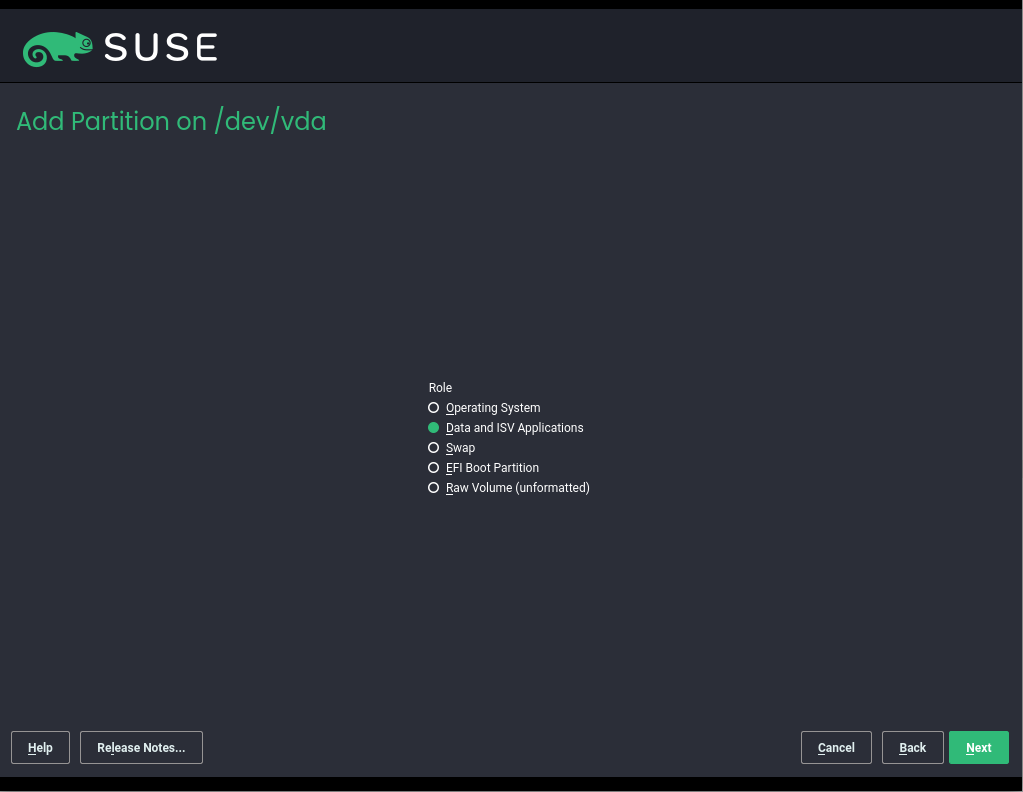 SUSE
Add Partition on /dev/vda
Role
Operating System
Data and ISV Applications
Swap
EFI Boot Partition
Raw Volume (unformatted)
Help
Release Notes...
Cancel
Back
Next